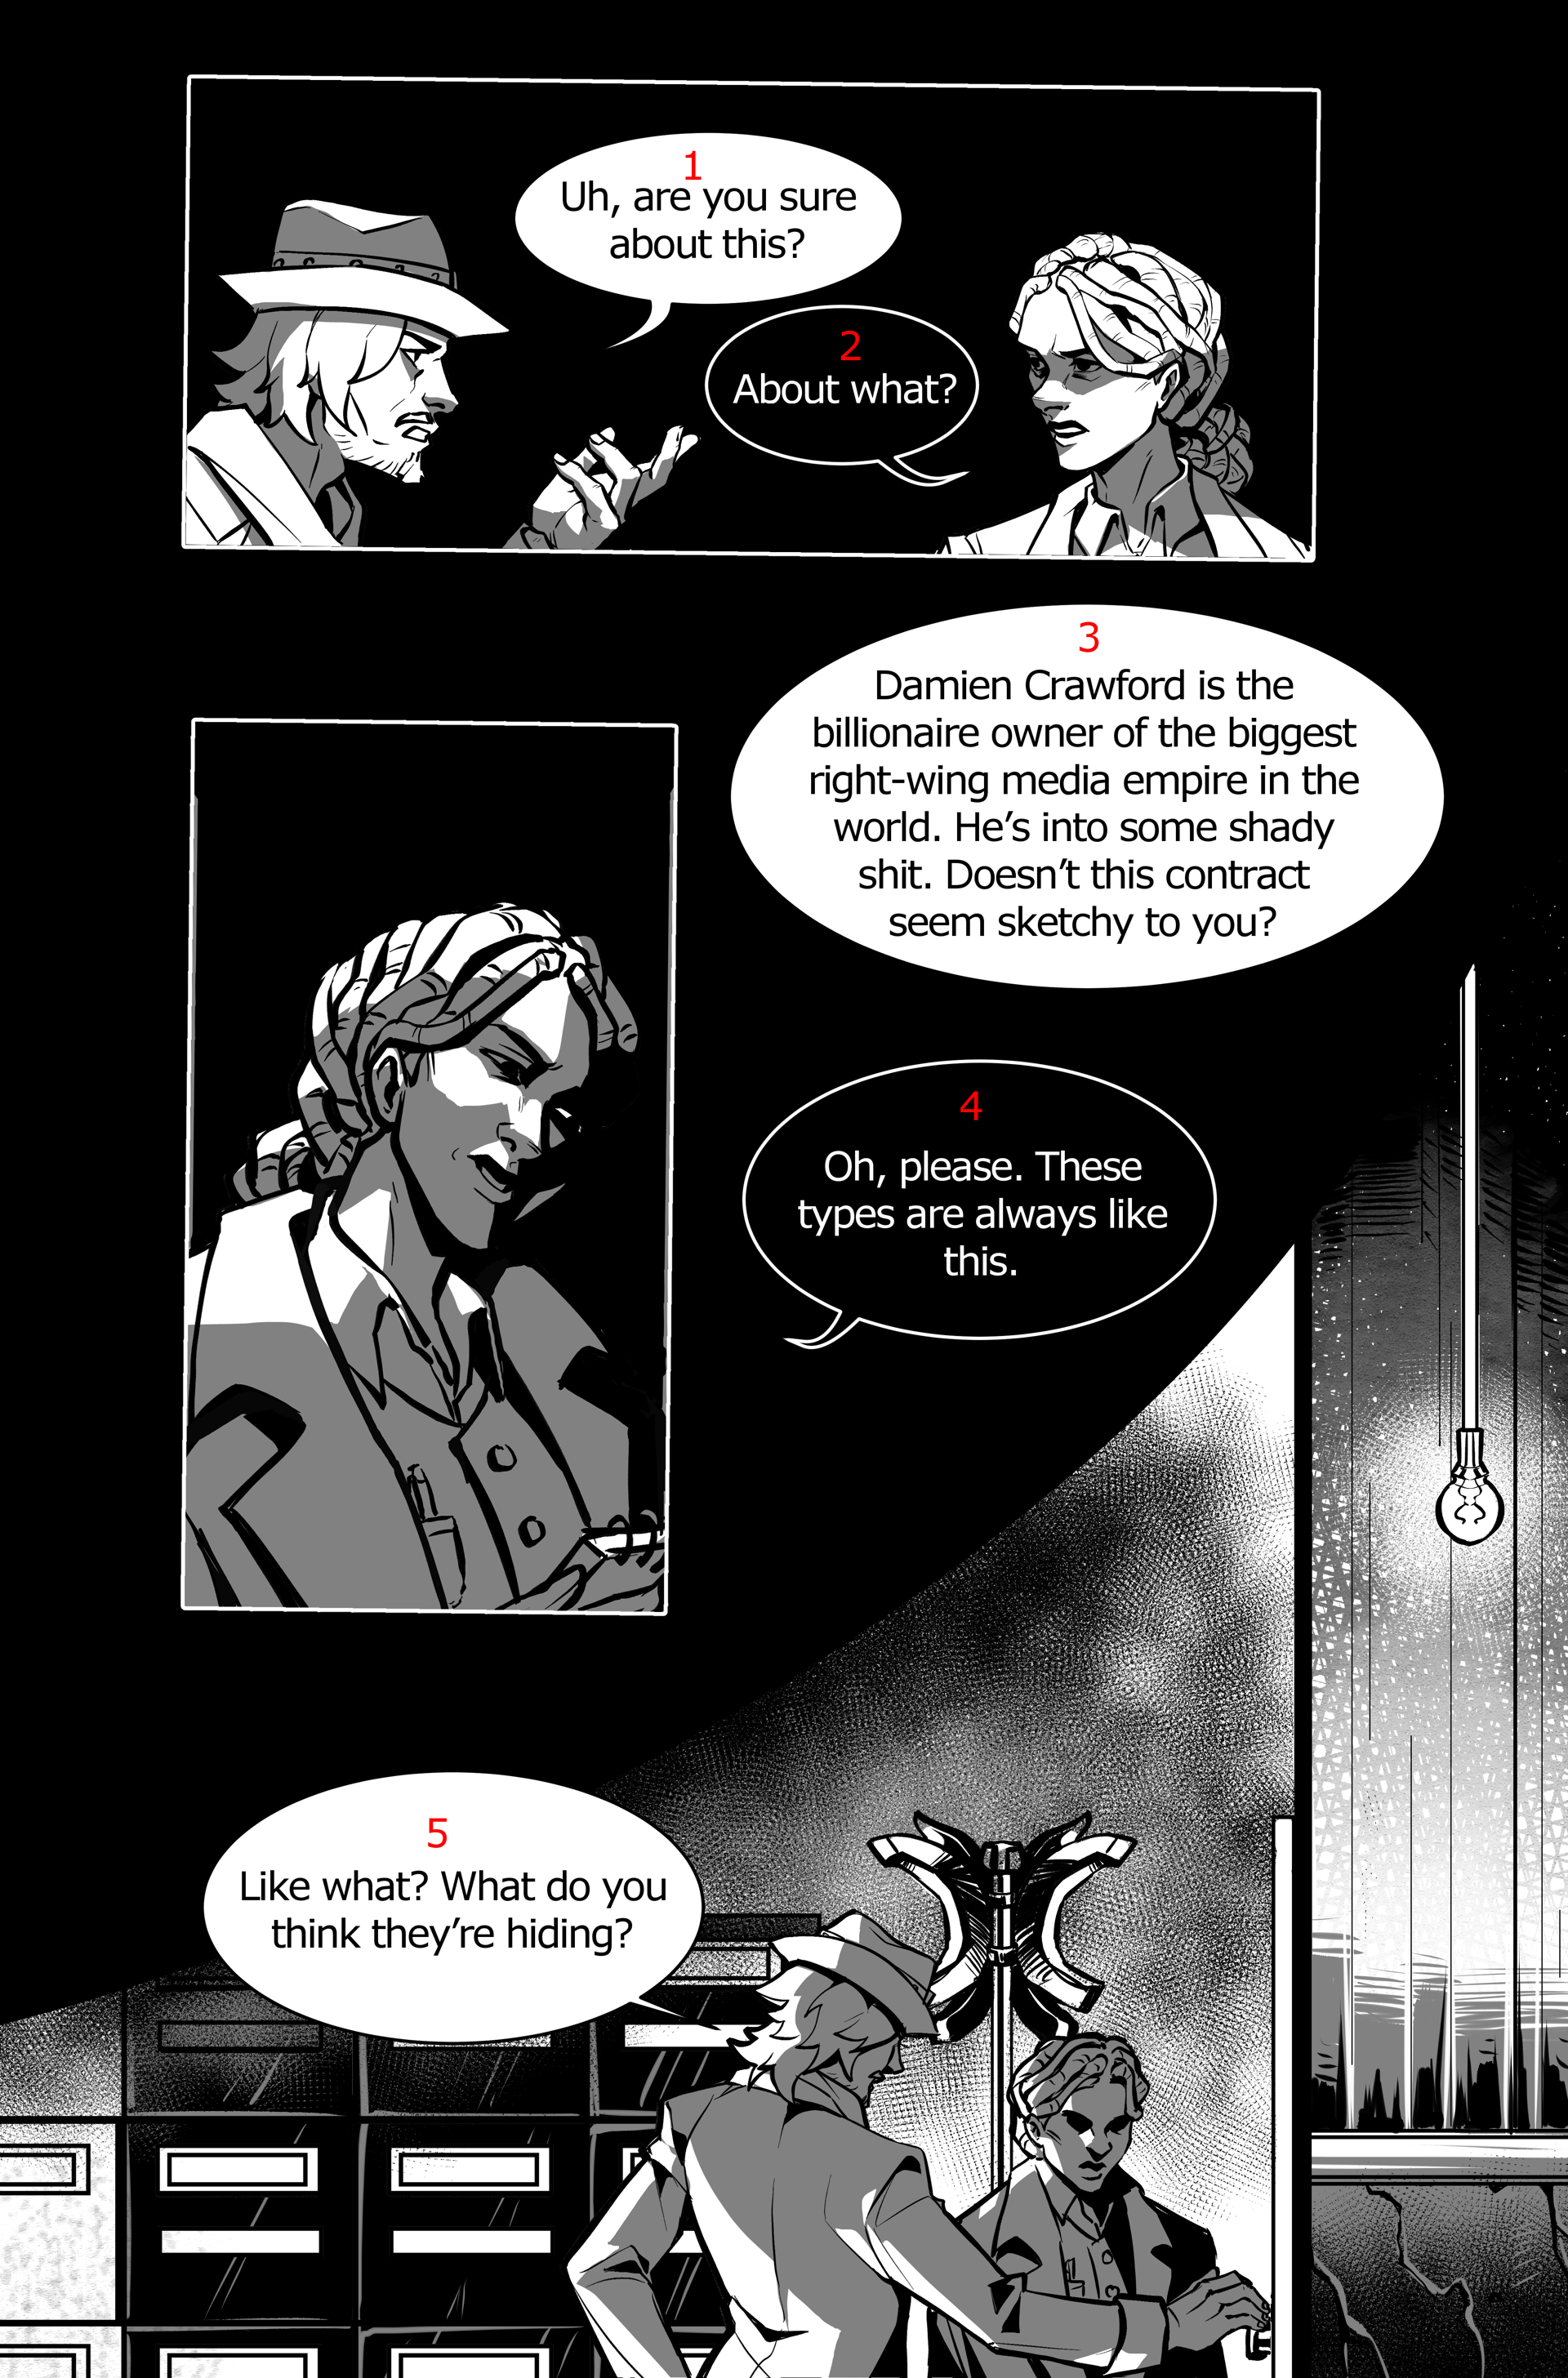 1
Uh, are you sure
about this?
2
About what?
3
Damien Crawford is the
billionaire owner of the biggest
right-wing media empire in the
world. He’s into some shady
shit. Doesn’t this contract
seem sketchy to you?
4
Oh, please. These
types are always like
this.
5
Like what? What do you
think they’re hiding?